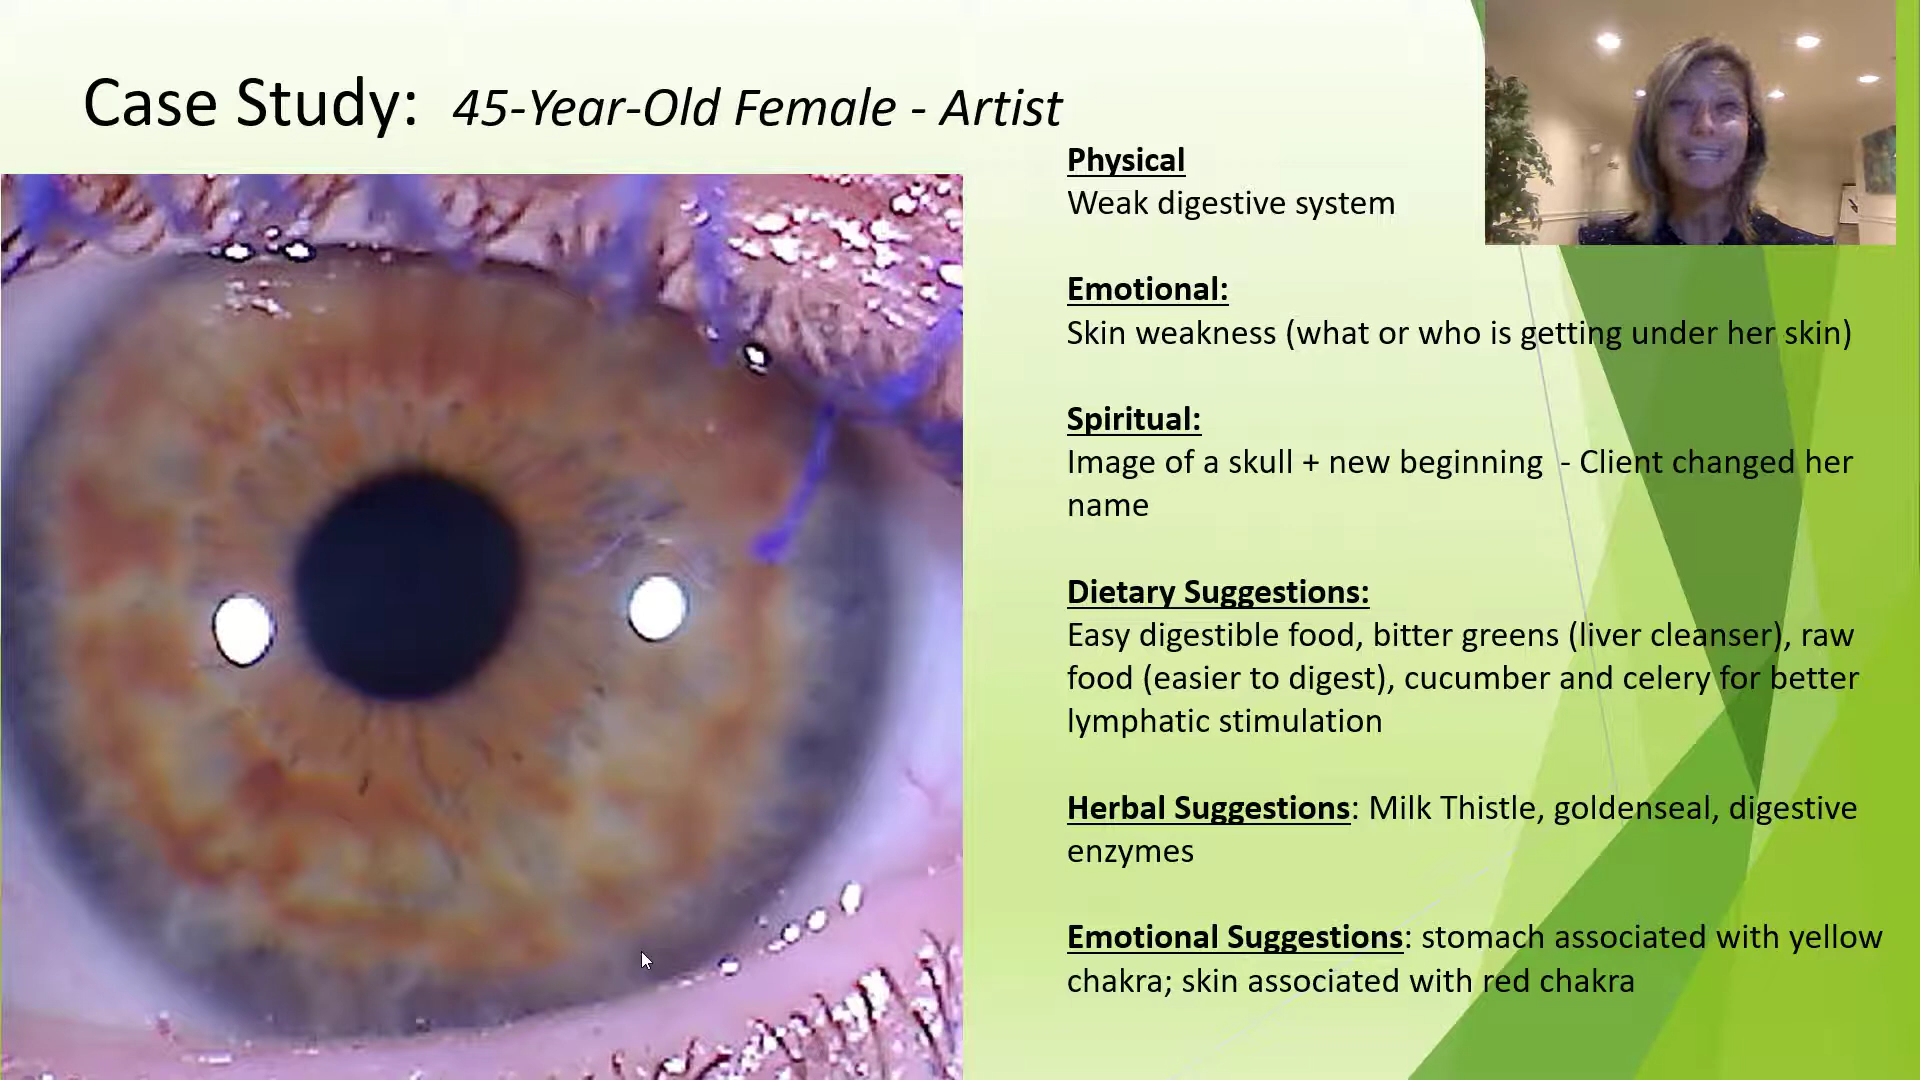 Case Study: 45-Year-Old Female - Artist
Physical
Weak digestive system
Emotional:
Skin weakness (what or who is getting under her skin)
Spiritual:
Image of a skull + new beginning - Client changed her
name
Dietary Suggestions:
Easy digestible food, bitter greens (liver cleanser), raw
food (easier to digest), cucumber and celery for better
lymphatic stimulation
Herbal Suggestions: Milk Thistle, goldenseal, digestive
enzymes
Emotional Suggestions: stomach associated with yellow
chakra; skin associated with red chakra